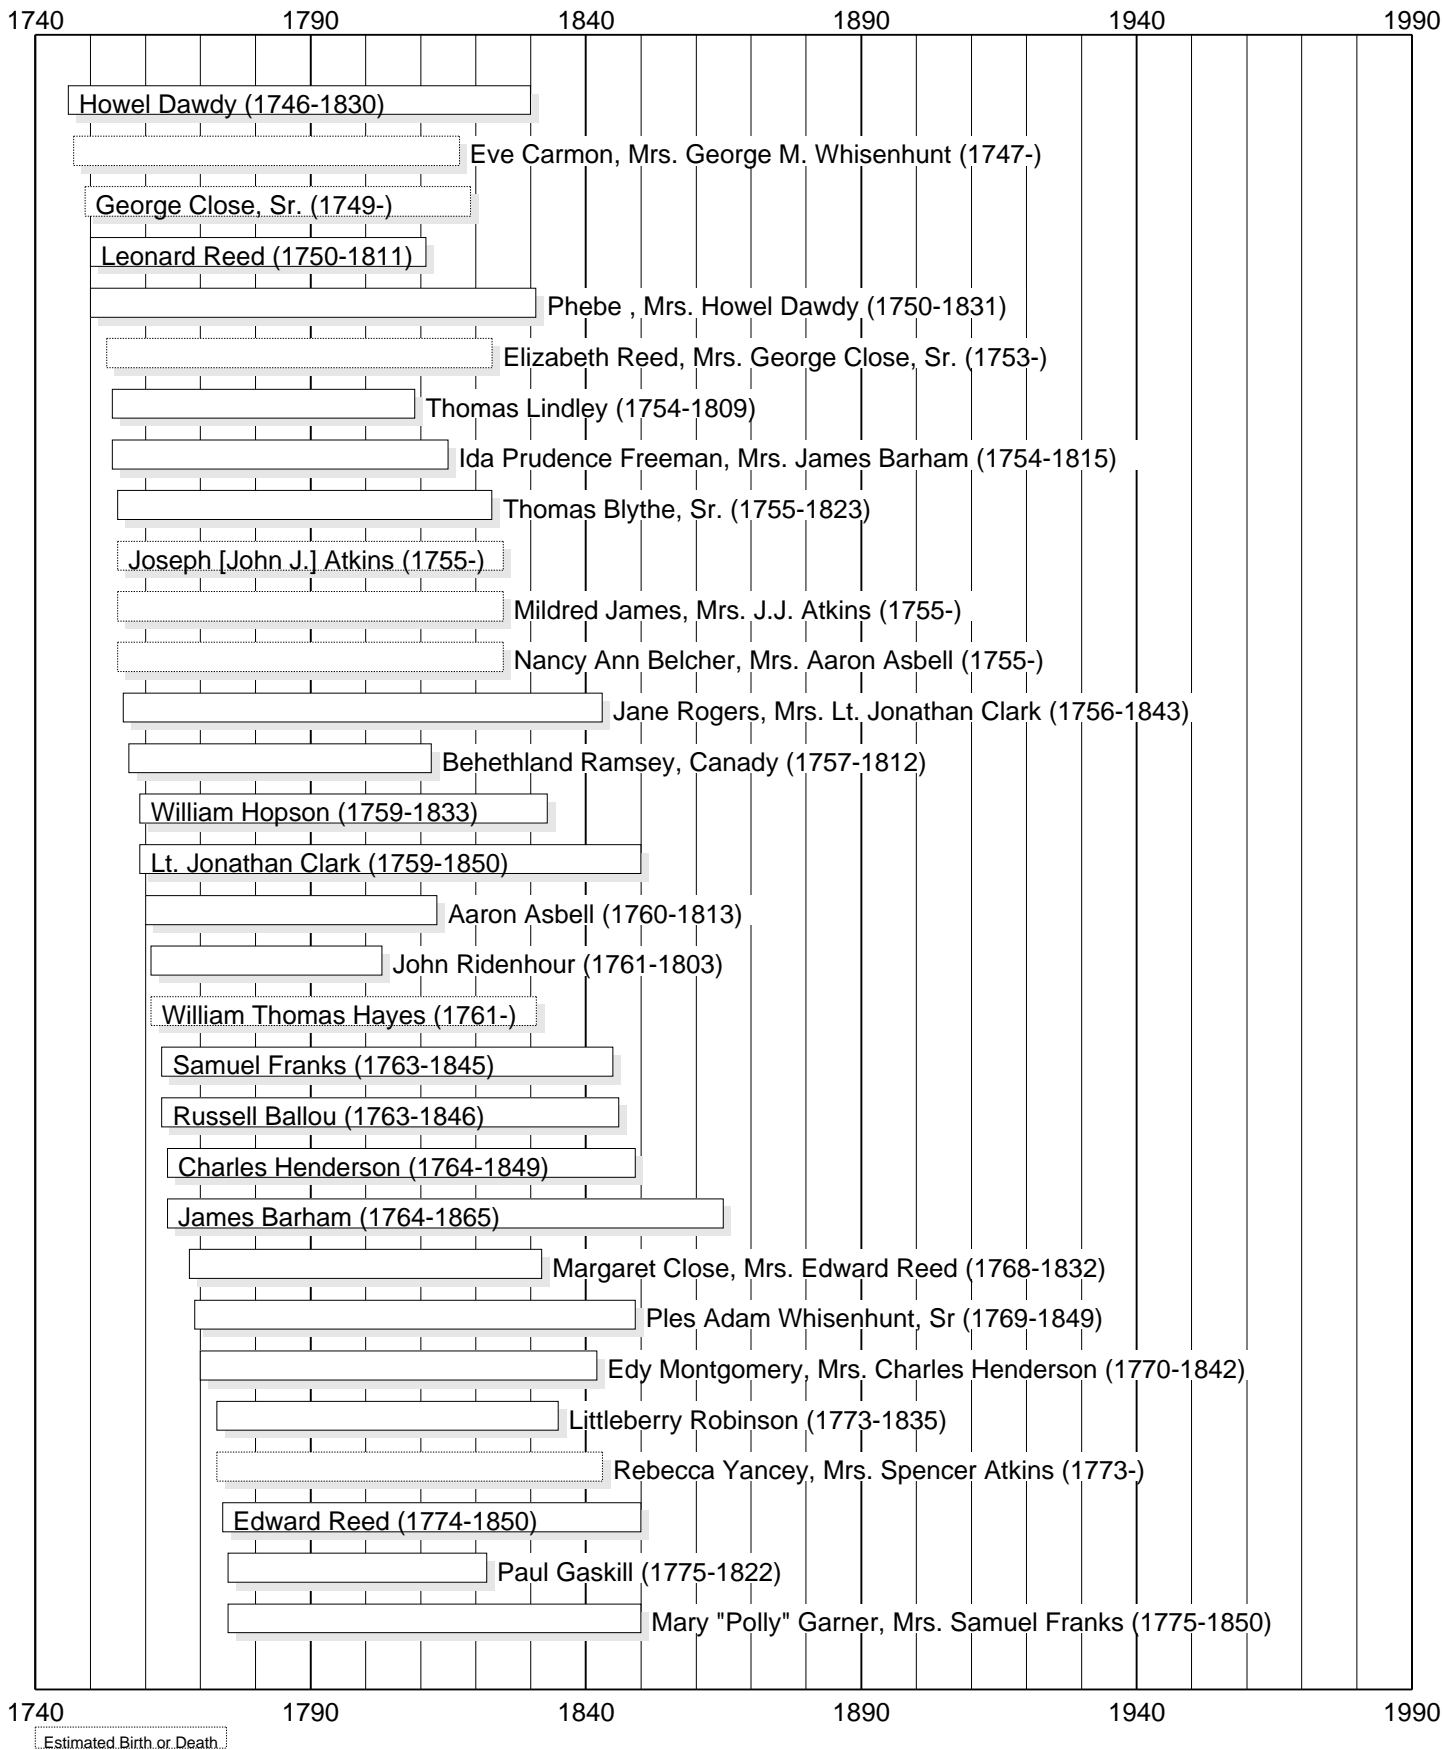 1740 1790 1840 1890 1940 1990
Howel Dawdy (1746-1830)
Eve Carmon, Mrs. George M. Whisenhunt (1747-)
George Close, Sr. (1749-)
Leonard Reed (1750-1811)
Phebe , Mrs. Howel Dawdy (1750-1831)
Elizabeth Reed, Mrs. George Close, Sr. (1753-)
Thomas Lindley (1754-1809)
Ida Prudence Freeman, Mrs. James Barham (1754-1815)
Thomas Blythe, Sr. (1755-1823)
Joseph [John J.] Atkins (1755-)
Mildred James, Mrs. J.J. Atkins (1755-)
Nancy Ann Belcher, Mrs. Aaron Asbell (1755-)
Jane Rogers, Mrs. Lt. Jonathan Clark (1756-1843)
Behethland Ramsey, Canady (1757-1812)
William Hopson (1759-1833)
Lt. Jonathan Clark (1759-1850)
Aaron Asbell (1760-1813)
John Ridenhour (1761-1803)
William Thomas Hayes (1761-)
Samuel Franks (1763-1845)
Russell Ballou (1763-1846)
Charles Henderson (1764-1849)
James Barham (1764-1865)
Margaret Close, Mrs. Edward Reed (1768-1832)
Ples Adam Whisenhunt, Sr (1769-1849)
Edy Montgomery, Mrs. Charles Henderson (1770-1842)
Littleberry Robinson (1773-1835)
Rebecca Yancey, Mrs. Spencer Atkins (1773-)
Edward Reed (1774-1850)
Paul Gaskill (1775-1822)
Mary "Polly" Garner, Mrs. Samuel Franks (1775-1850)
1740 1790 1840 1890 1940 1990
Estimated Birth or Death